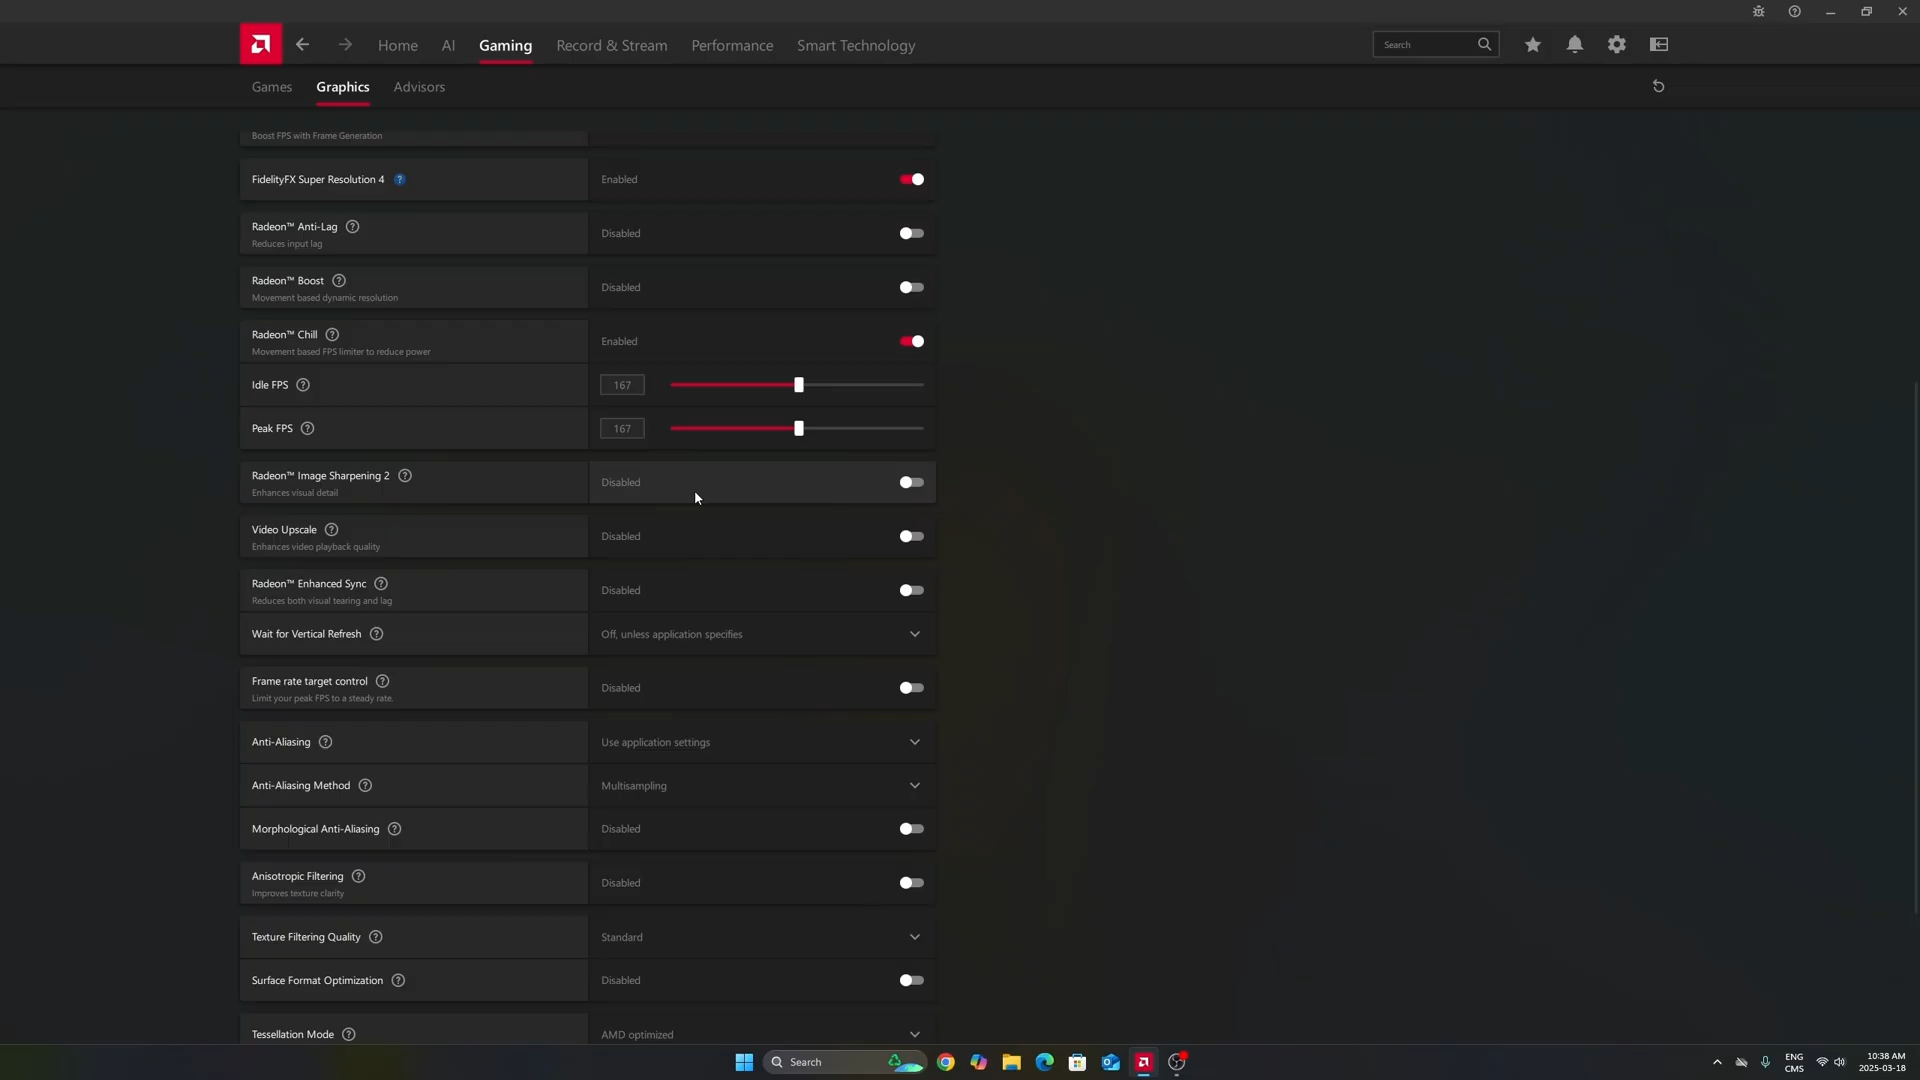 Home
AI
Gaming
Record & Stream
Performance
Smart Technology
Search
Games
Graphics
Advisors
Boost FPS with Frame Generation
FidelityFX Super Resolution 4 ?
Enabled
Radeon™ Anti-Lag ?
Reduces input lag
Disabled
Radeon™ Boost ?
Movement based dynamic resolution
Disabled
Radeon™ Chill ?
Movement based FPS limiter to reduce power
Enabled
Idle FPS ?
167
Peak FPS ?
167
Radeon™ Image Sharpening 2 ?
Enhances visual detail
Disabled
Video Upscale ?
Enhances video playback quality
Disabled
Radeon™ Enhanced Sync ?
Reduces both visual tearing and lag
Disabled
Wait for Vertical Refresh ?
Off, unless application specifies
Frame rate target control ?
Limit your peak FPS to a steady rate.
Disabled
Anti-Aliasing ?
Use application settings
Anti-Aliasing Method ?
Multisampling
Morphological Anti-Aliasing ?
Disabled
Anisotropic Filtering ?
Improves texture clarity
Disabled
Texture Filtering Quality ?
Standard
Surface Format Optimization ?
Disabled
Tessellation Mode ?
AMD optimized
Search
ENG
CMS
10:38 AM
2025-03-18